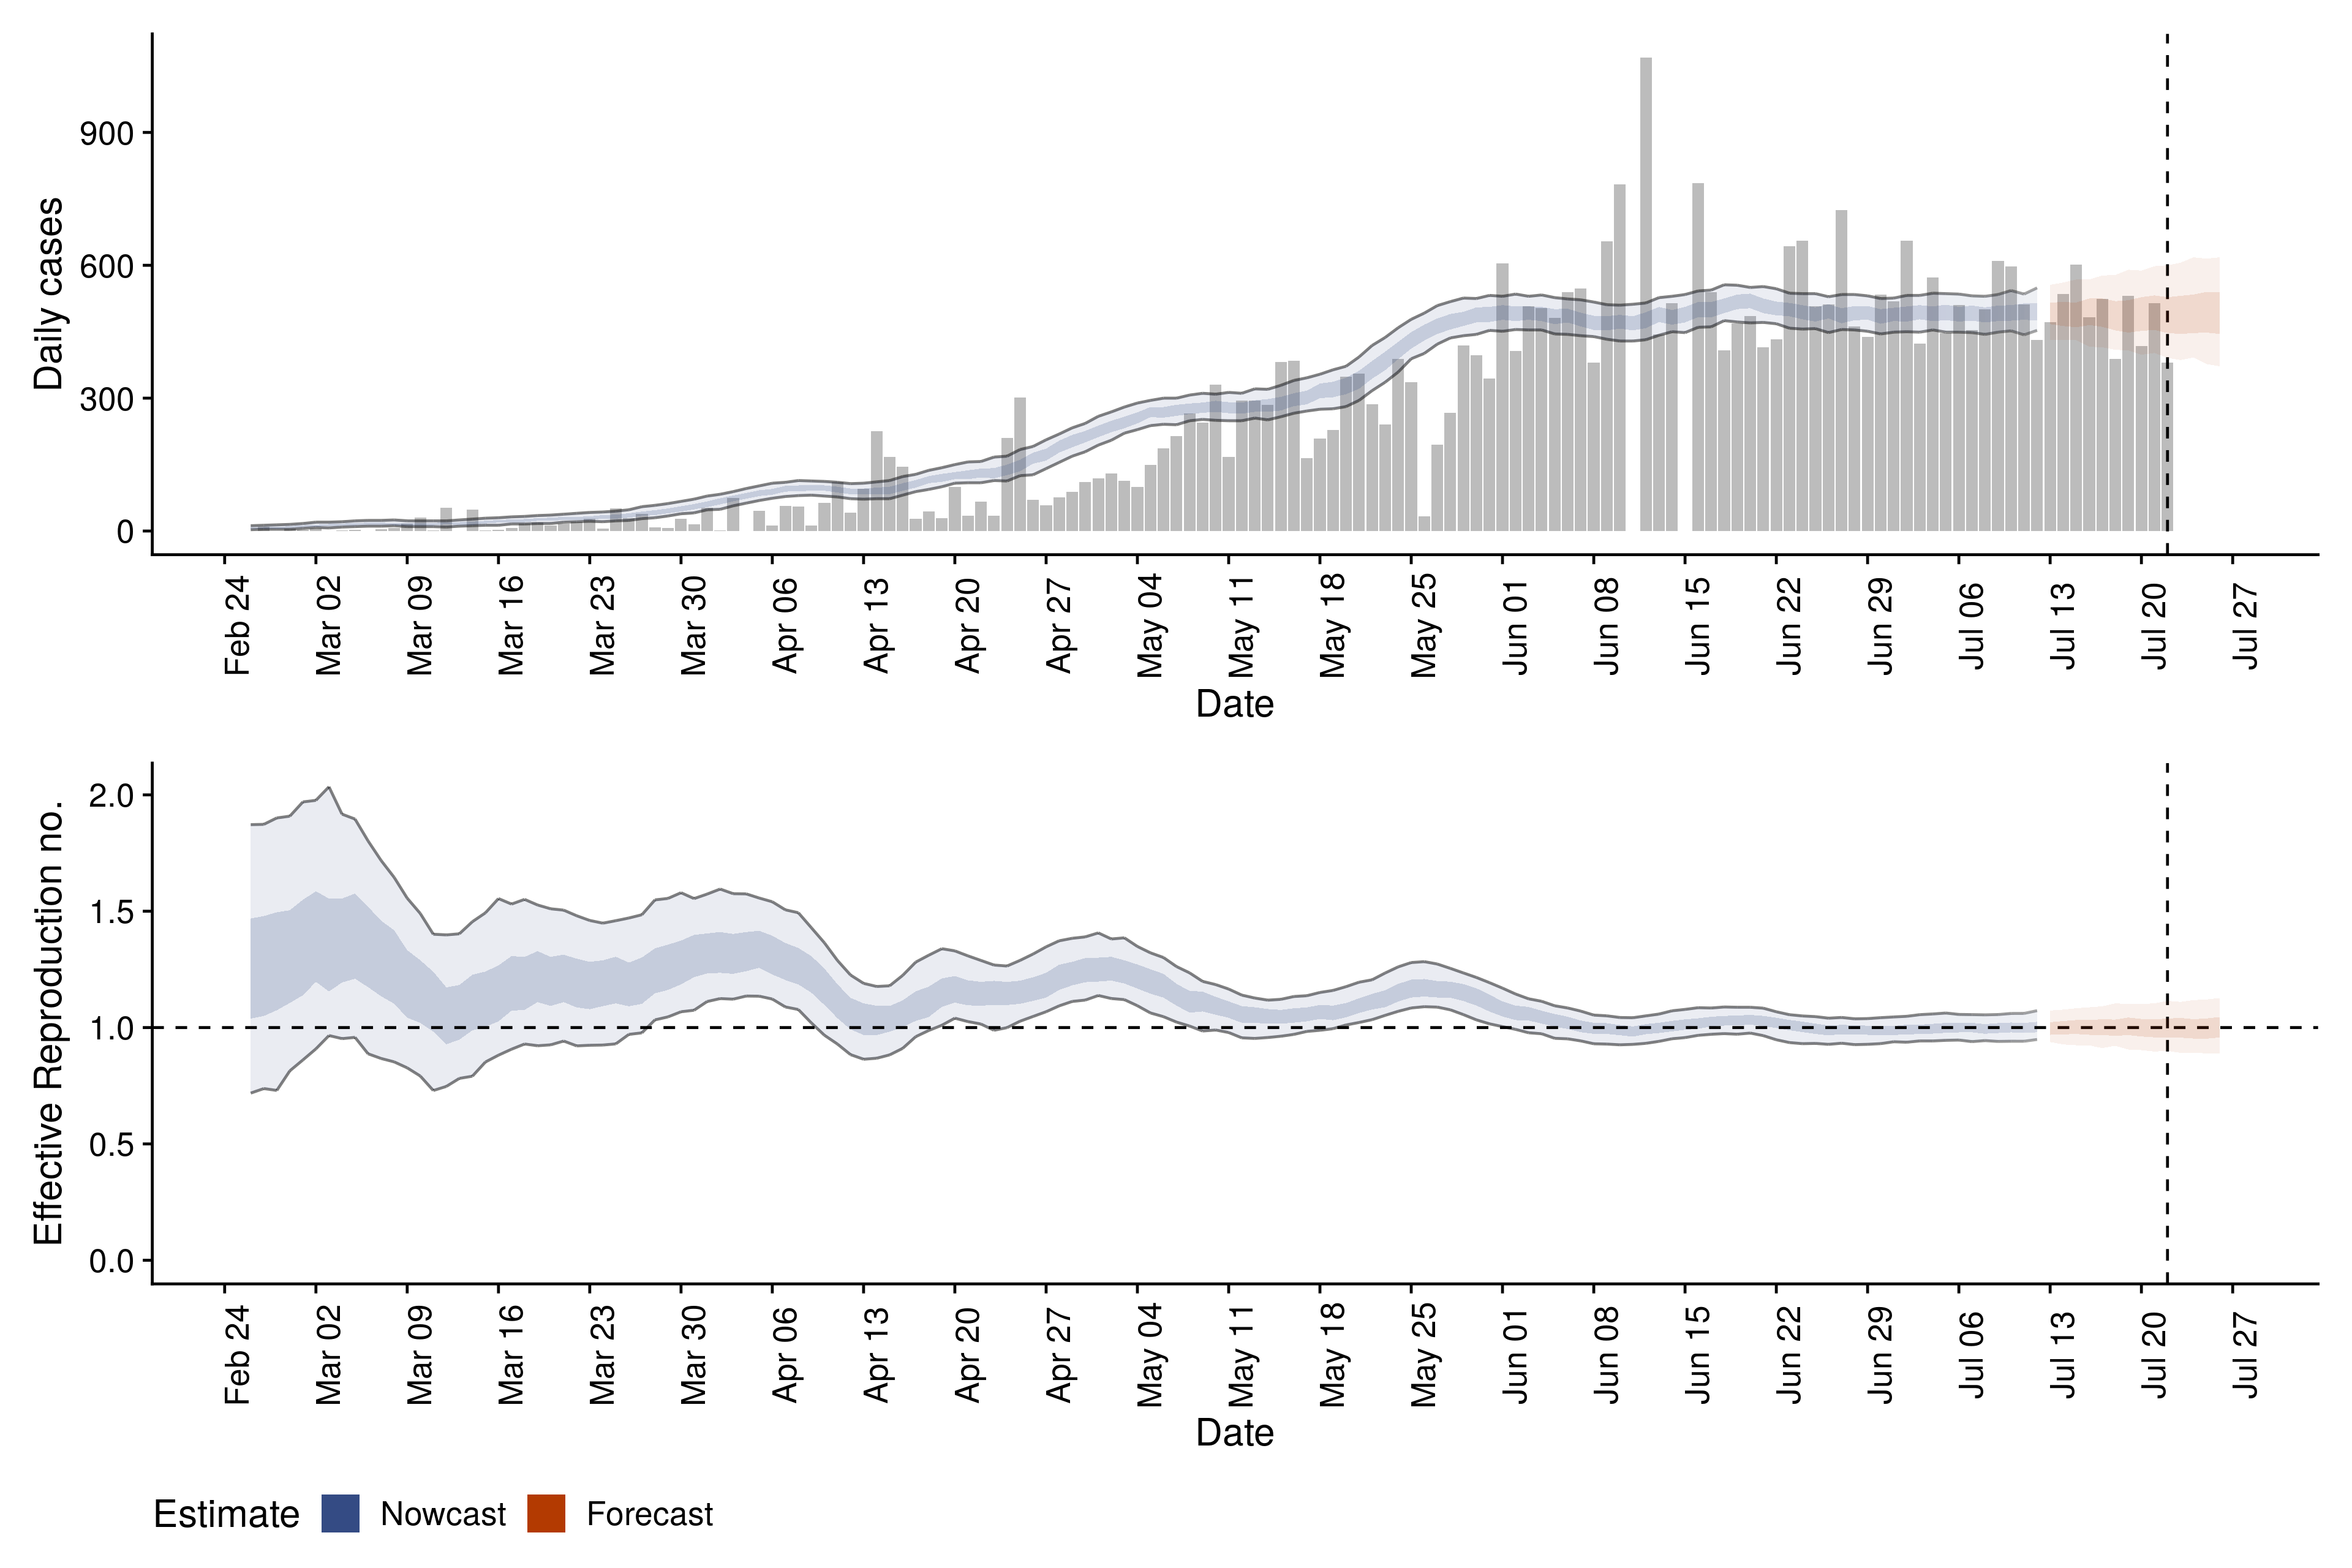 Daily cases
900
600
300
0
Feb 24 Mar 02 Mar 09 Mar 16 Mar 23 Mar 30 Apr 06 Apr 13 Apr 20 Apr 27 May 04 May 11 May 18 May 25 Jun 01 Jun 08 Jun 15 Jun 22 Jun 29 Jul 06 Jul 13 Jul 20 Jul 27
Date
Effective Reproduction no.
2.0
1.5
1.0
0.5
0.0
Feb 24 Mar 02 Mar 09 Mar 16 Mar 23 Mar 30 Apr 06 Apr 13 Apr 20 Apr 27 May 04 May 11 May 18 May 25 Jun 01 Jun 08 Jun 15 Jun 22 Jun 29 Jul 06 Jul 13 Jul 20 Jul 27
Date
Estimate Nowcast Forecast